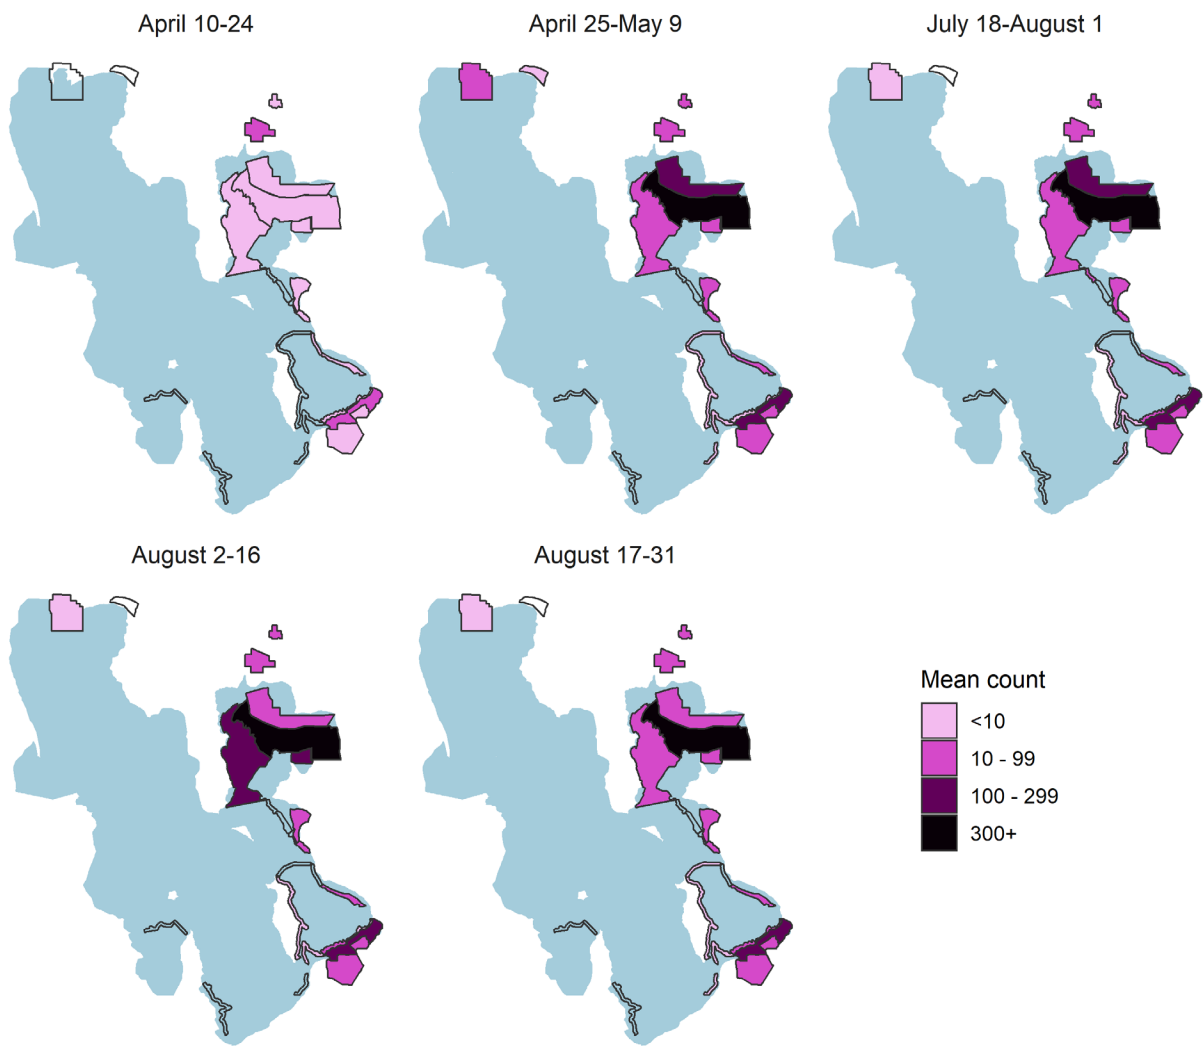 April 10-24
April 25-May 9
July 18-August 1
August 2-16
August 17-31
Mean count
<10
10 - 99
100 - 299
300+